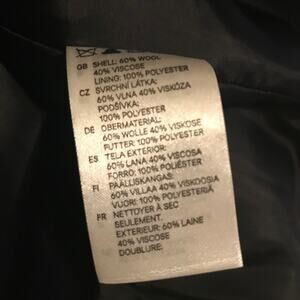 GB SHELL: 60% WOOL
40% VISCOSE
LINING: 100% POLYESTER
CZ SVRCHNÍ LÁTKA:
60% VLNA 40% VISKÓZA
PODŠÍVKA:
100% POLYESTER
DE OBERMATERIAL:
60% WOLLE 40% VISKOSE
FUTTER: 100% POLYESTER
ES TELA EXTERIOR:
60% LANA 40% VISCOSA
FORRO: 100% POLIÉSTER
FI PÄÄLLISKANGAS:
60% VILLAA 40% VISKOOSIA
VUORI: 100% POLYESTERIÄ
FR NETTOYER À SEC
SEULEMENT.
EXTERIEUR: 60% LAINE
40% VISCOSE
DOUBLURE: